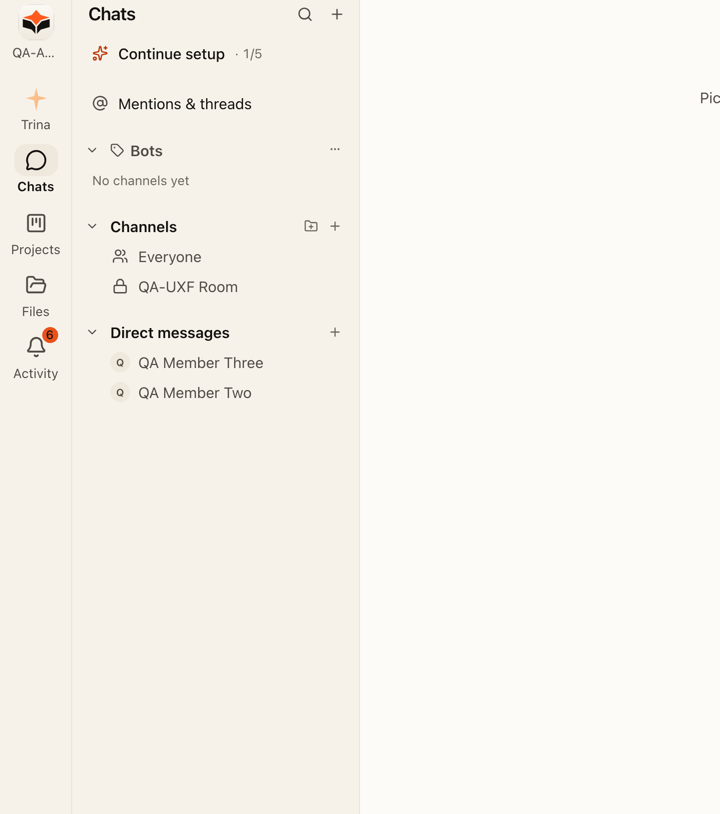 QA-A...
Trina
Chats
Projects
Files
6
Activity
Chats
Continue setup · 1/5
@ Mentions & threads
Bots ...
No channels yet
Channels
Everyone
QA-UXF Room
Direct messages
Q QA Member Three
Q QA Member Two
Pic